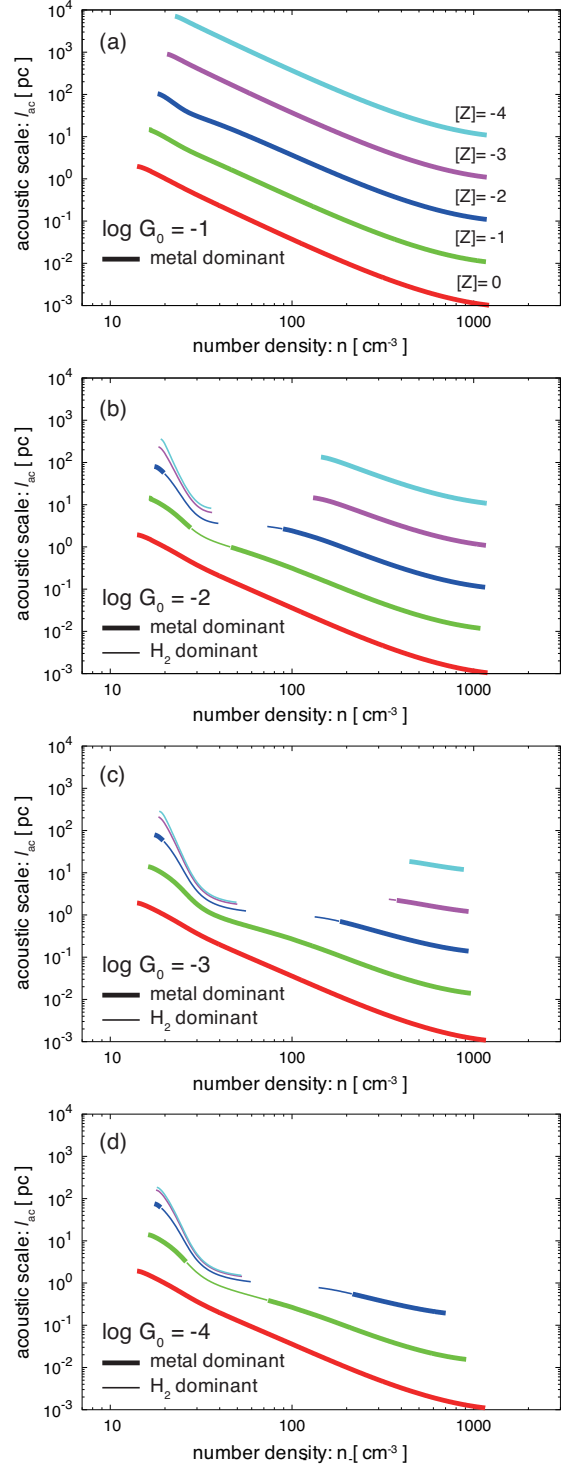 (a)
acoustic scale: l_ac [ pc ]
10^4
10^3
10^2
10^1
10^0
10^-1
10^-2
10^-3
[Z]= -4
[Z]= -3
[Z]= -2
[Z]= -1
[Z]= 0
log G_0 = -1
metal dominant
10 100 1000
number density: n [ cm^-3 ]
(b)
acoustic scale: l_ac [ pc ]
10^4
10^3
10^2
10^1
10^0
10^-1
10^-2
10^-3
log G_0 = -2
metal dominant
H_2 dominant
10 100 1000
number density: n [ cm^-3 ]
(c)
acoustic scale: l_ac [ pc ]
10^4
10^3
10^2
10^1
10^0
10^-1
10^-2
10^-3
log G_0 = -3
metal dominant
H_2 dominant
10 100 1000
number density: n [ cm^-3 ]
(d)
acoustic scale: l_ac [ pc ]
10^4
10^3
10^2
10^1
10^0
10^-1
10^-2
10^-3
log G_0 = -4
metal dominant
H_2 dominant
10 100 1000
number density: n [ cm^-3 ]